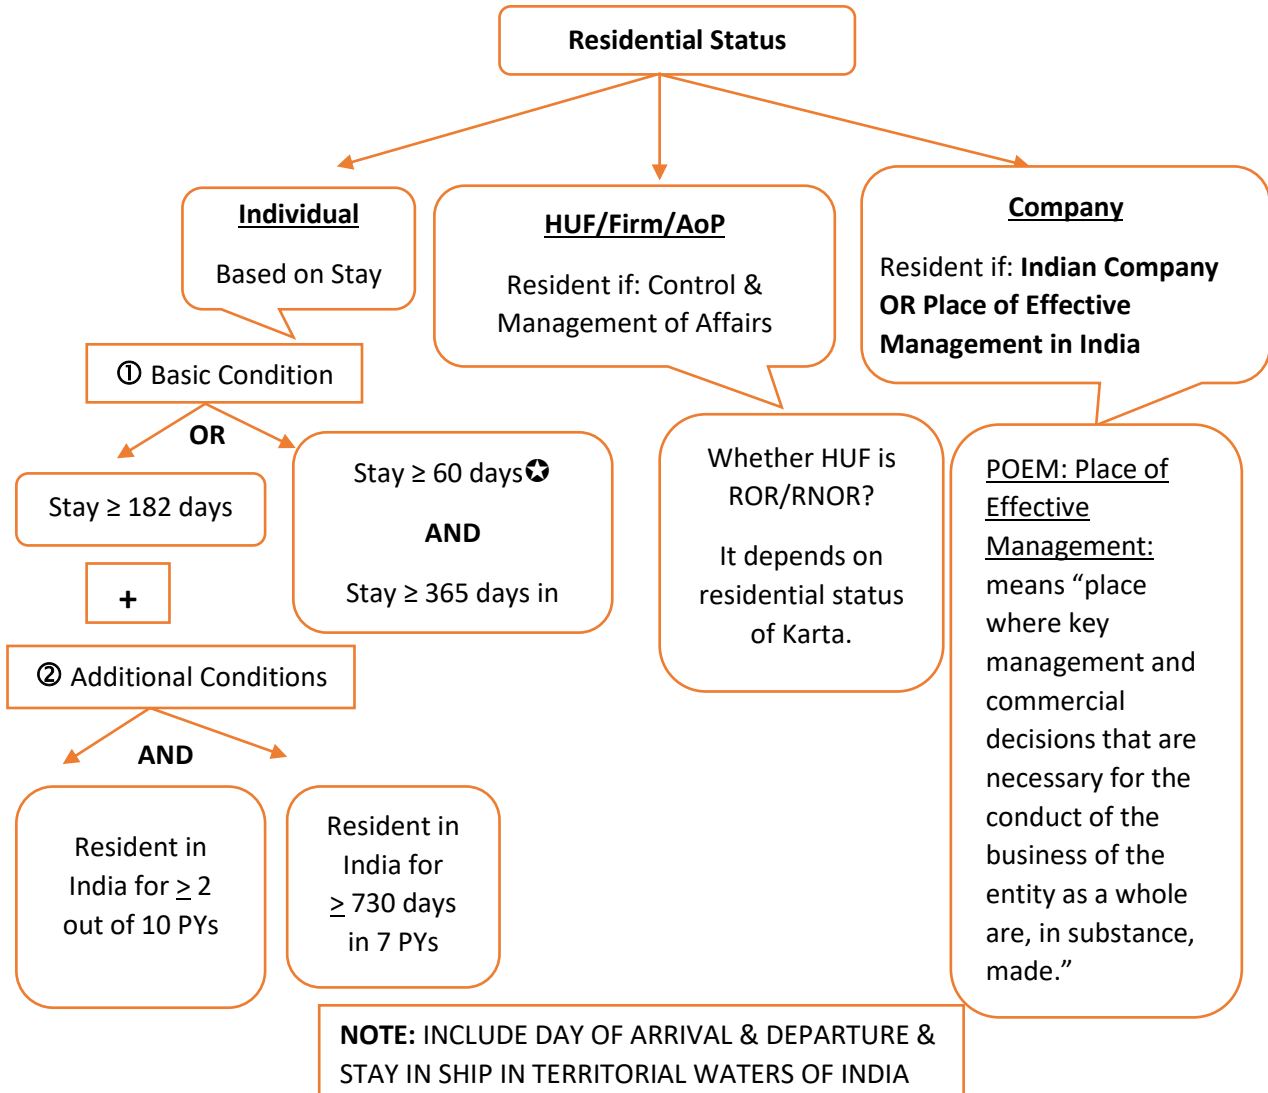 Residential Status
Individual
Based on Stay
HUF/Firm/AoP
Resident if: Control &
Management of Affairs
Company
Resident if: Indian Company
OR Place of Effective
Management in India
① Basic Condition
OR
Stay ≥ 182 days
Stay ≥ 60 days✪
AND
Stay ≥ 365 days in
+
② Additional Conditions
AND
Resident in
India for ≥ 2
out of 10 PYs
Resident in
India for
≥ 730 days
in 7 PYs
Whether HUF is
ROR/RNOR?
It depends on
residential status
of Karta.
POEM: Place of
Effective
Management:
means “place
where key
management and
commercial
decisions that are
necessary for the
conduct of the
business of the
entity as a whole
are, in substance,
made.”
NOTE: INCLUDE DAY OF ARRIVAL & DEPARTURE &
STAY IN SHIP IN TERRITORIAL WATERS OF INDIA